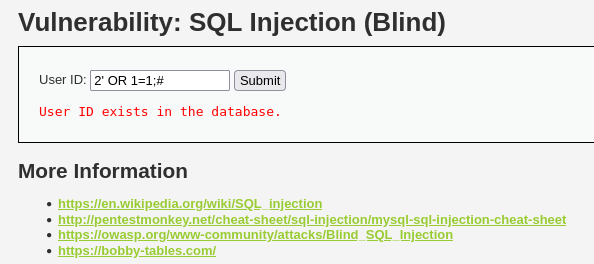 Vulnerability: SQL Injection (Blind)
User ID: 2' OR 1=1;# Submit
User ID exists in the database.
More Information
• https://en.wikipedia.org/wiki/SQL_injection
• http://pentestmonkey.net/cheat-sheet/sql-injection/mysql-sql-injection-cheat-sheet
• https://owasp.org/www-community/attacks/Blind_SQL_Injection
• https://bobby-tables.com/